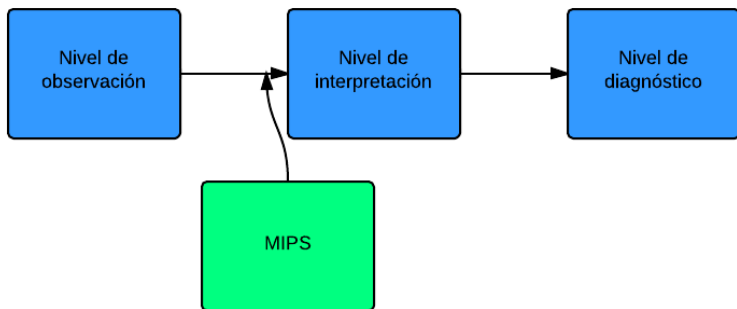 Nivel de
observación
Nivel de
interpretación
Nivel de
diagnóstico
MIPS